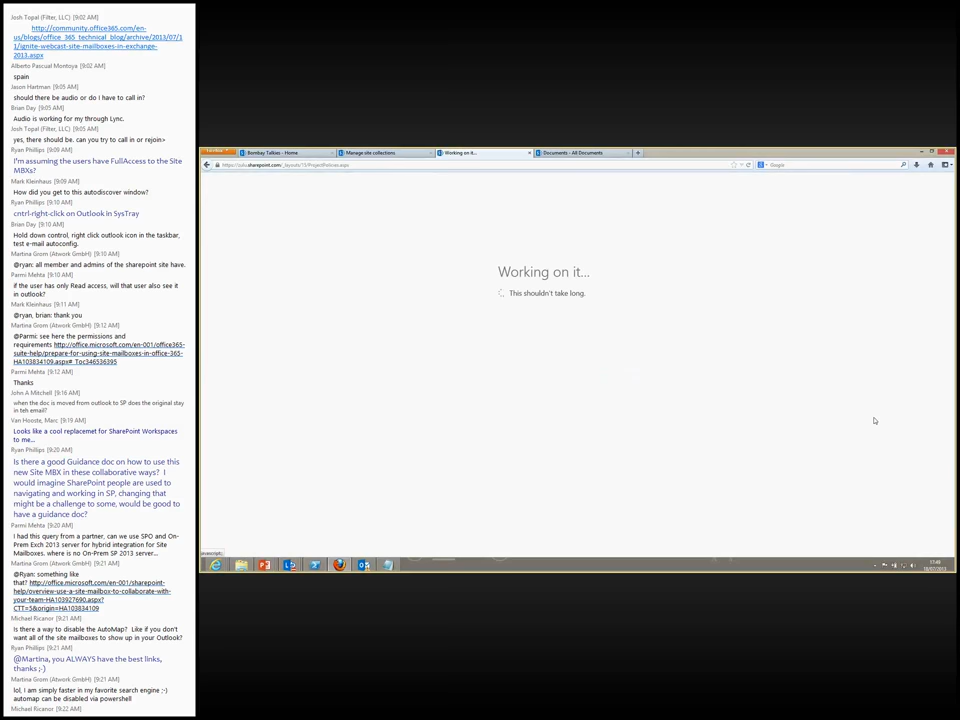 Josh Topal (Filter, LLC) [9:02 AM]
http://community.office365.com/en-
us/blogs/office_365_technical_blog/archive/2013/07/1
1/ignite-webcast-site-mailboxes-in-exchange-
2013.aspx
Alberto Pascual Montoya [9:02 AM]
spain
Jason Hartman [9:05 AM]
should there be audio or do I have to call in?
Brian Day [9:05 AM]
Audio is working for my through Lync.
Josh Topal (Filter, LLC) [9:05 AM]
yes, there should be. can you try to call in or rejoin>
Ryan Phillips [9:09 AM]
I'm assuming the users have FullAccess to the Site
MBXs?
Mark Kleinhaus [9:09 AM]
How did you get to this autodiscover window?
Ryan Phillips [9:10 AM]
cntrl-right-click on Outlook in SysTray
Brian Day [9:10 AM]
Hold down control, right click outlook icon in the taskbar,
test e-mail autoconfig.
Martina Grom (Atwork GmbH) [9:10 AM]
@ryan: all member and admins of the sharepoint site have.
Parmi Mehta [9:10 AM]
if the user has only Read access, will that user also see it
in outlook?
Mark Kleinhaus [9:11 AM]
@ryan, brian: thank you
Martina Grom (Atwork GmbH) [9:12 AM]
@Parmi: see here the permissions and
requirements http://office.microsoft.com/en-001/office365-
suite-help/prepare-for-using-site-mailboxes-in-office-365-
HA103834109.aspx#_Toc346536395
Parmi Mehta [9:12 AM]
Thanks
John A Mitchell [9:16 AM]
when the doc is moved from outlook to SP does the original stay
in teh email?
Van Hooste, Marc [9:19 AM]
Looks like a cool replacemet for SharePoint Workspaces
to me...
Ryan Phillips [9:20 AM]
Is there a good Guidance doc on how to use this
new Site MBX in these collaborative ways? I
would imagine SharePoint people are used to
navigating and working in SP, changing that
might be a challenge to some, would be good to
have a guidance doc?
Parmi Mehta [9:20 AM]
I had this query from a partner, can we use SPO and On-
Prem Exch 2013 server for hybrid integration for Site
Mailboxes. where is no On-Prem SP 2013 server...
Martina Grom (Atwork GmbH) [9:21 AM]
@Ryan: something like
that? http://office.microsoft.com/en-001/sharepoint-
help/overview-use-a-site-mailbox-to-collaborate-with-
your-team-HA103927690.aspx?
CTT=5&origin=HA103834109
Michael Ricanor [9:21 AM]
Is there a way to disable the AutoMap? Like if you don't
want all of the site mailboxes to show up in your Outlook?
Ryan Phillips [9:21 AM]
@Martina, you ALWAYS have the best links,
thanks ;-)
Martina Grom (Atwork GmbH) [9:21 AM]
lol, I am simply faster in my favorite search engine ;-)
automap can be disabled via powershell
Michael Ricanor [9:22 AM]
Bombay Talkies - Home
Manage site collections
Working on it...
Documents - All Documents
sharepoint.com/_layouts/15/ProjectPolicies.aspx
Google
Working on it...
This shouldn't take long.
17:49
18/07/2013